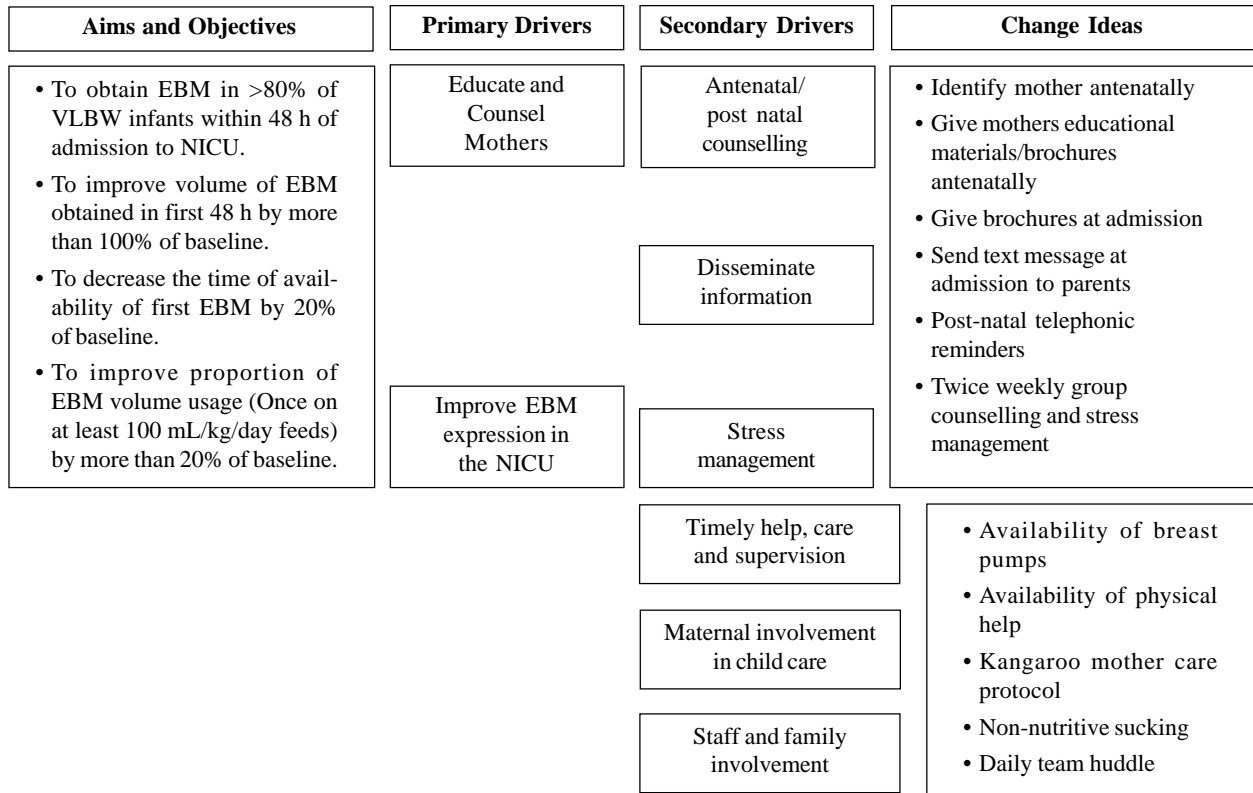 Aims and Objectives
• To obtain EBM in >80% of
VLBW infants within 48 h of
admission to NICU.
• To improve volume of EBM
obtained in first 48 h by more
than 100% of baseline.
• To decrease the time of avail-
ability of first EBM by 20%
of baseline.
• To improve proportion of
EBM volume usage (Once on
at least 100 mL/kg/day feeds)
by more than 20% of baseline.
Primary Drivers
Educate and
Counsel
Mothers
Improve EBM
expression in
the NICU
Secondary Drivers
Antenatal/
post natal
counselling
Disseminate
information
Stress
management
Timely help, care
and supervision
Maternal involvement
in child care
Staff and family
involvement
Change Ideas
• Identify mother antenatally
• Give mothers educational
materials/brochures
antenatally
• Give brochures at admission
• Send text message at
admission to parents
• Post-natal telephonic
reminders
• Twice weekly group
counselling and stress
management
• Availability of breast
pumps
• Availability of physical
help
• Kangaroo mother care
protocol
• Non-nutritive sucking
• Daily team huddle